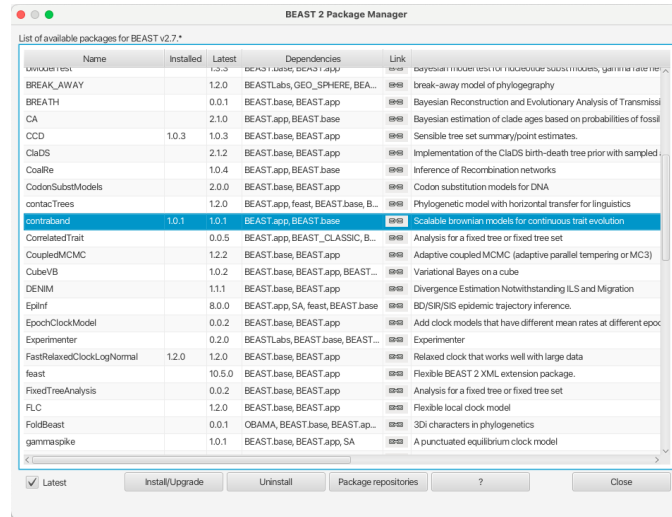 BEAST 2 Package Manager
List of available packages for BEAST v2.7.*
Name Installed Latest Dependencies Link
bModelTest 1.3.3 BEAST.base, BEAST.app Bayesian model test for nucleotide subst models, gamma rate
BREAK_AWAY 1.2.0 BEASTLabs, GEO_SPHERE, BEA... break-away model of phylogeography
BREATH 0.0.1 BEAST.base, BEAST.app Bayesian Reconstruction and Evolutionary Analysis of Transmissi
CA 2.1.0 BEAST.app, BEAST.base Bayesian estimation of clade ages based on probabilities of fossil
CCD 1.0.3 1.0.3 BEAST.base, BEAST.app Sensible tree set summary/point estimates.
ClaDS 2.1.2 BEAST.base, BEAST.app Implementation of the ClaDS birth-death tree prior with sampled
CoalRe 1.0.4 BEAST.app, BEAST.base Inference of Recombination networks
CodonSubstModels 2.0.0 BEAST.base, BEAST.app Codon substitution models for DNA
contacTrees 1.2.0 BEAST.app, feast, BEAST.base, B... Phylogenetic model with horizontal transfer for linguistics
contraband 1.0.1 1.0.1 BEAST.app, BEAST.base Scalable brownian models for continuous trait evolution
CorrelatedTrait 0.0.5 BEAST.app, BEAST_CLASSIC, B... Analysis for a fixed tree or fixed tree set
CoupledMCMC 1.2.2 BEAST.base, BEAST.app Adaptive coupled MCMC (adaptive parallel tempering or MC3)
CubeVB 1.0.2 BEAST.base, BEAST.app, BEAST... Variational Bayes on a cube
DENIM 1.1.1 BEAST.base, BEAST.app Divergence Estimation Notwithstanding ILS and Migration
EpiInf 8.0.0 BEAST.app, SA, feast, BEAST.base BD/SIR/SIS epidemic trajectory inference.
EpochClockModel 0.0.2 BEAST.base, BEAST.app Add clock models that have different mean rates at different epoc
Experimenter 0.2.0 BEASTLabs, BEAST.base, BEAST... Experimenter
FastRelaxedClockLogNormal 1.2.0 1.2.0 BEAST.base, BEAST.app Relaxed clock that works well with large data
feast 10.5.0 BEAST.base, BEAST.app Flexible BEAST 2 XML extension package.
FixedTreeAnalysis 0.0.2 BEAST.base, BEAST.app Analysis for a fixed tree or fixed tree set
FLC 1.2.0 BEAST.base, BEAST.app Flexible local clock model
FoldBeast 0.0.1 OBAMA, BEAST.base, BEAST.ap... 3Di characters in phylogenetics
gammaspike 1.0.1 BEAST.base, BEAST.app, SA A punctuated equilibrium clock model
Latest Install/Upgrade Uninstall Package repositories ? Close